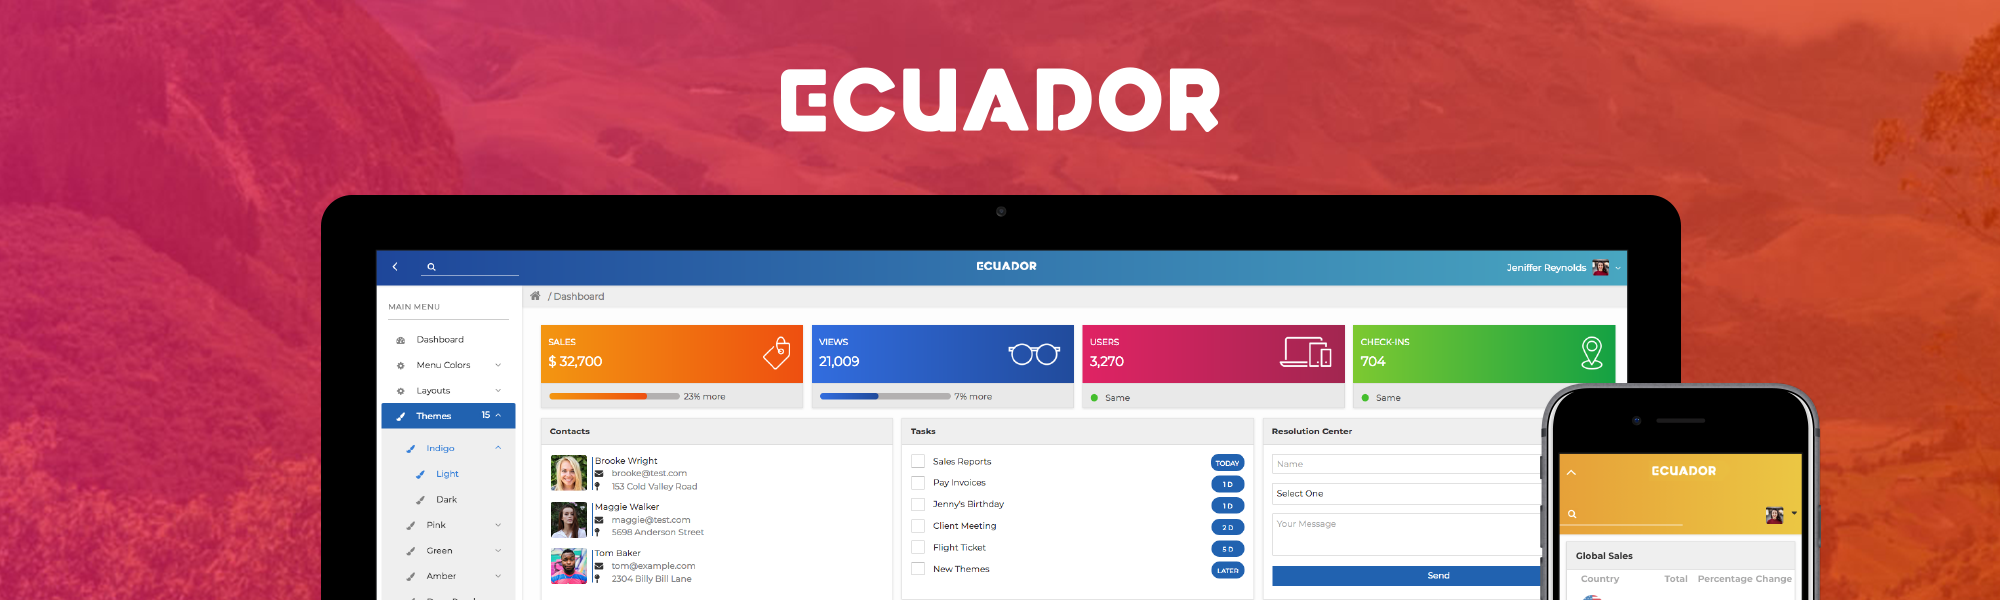 ECUADOR
ECUADOR
Jeniffer Reynolds
MAIN MENU
Dashboard
Menu Colors
Layouts
Themes 15
Indigo
Light
Dark
Pink
Green
Amber
/ Dashboard
SALES
$ 32,700
23% more
VIEWS
21,009
7% more
USERS
3,270
Same
CHECK-INS
704
Same
Contacts
Brooke Wright
brooke@test.com
153 Cold Valley Road
Maggie Walker
maggie@test.com
5698 Anderson Street
Tom Baker
tom@example.com
2304 Billy Bill Lane
Tasks
Sales Reports TODAY
Pay Invoices 1 D
Jenny's Birthday 1 D
Client Meeting 2 D
Flight Ticket 5 D
New Themes LATER
Resolution Center
Name
Select One
Your Message
Send
ECUADOR
Global Sales
Country Total Percentage Change